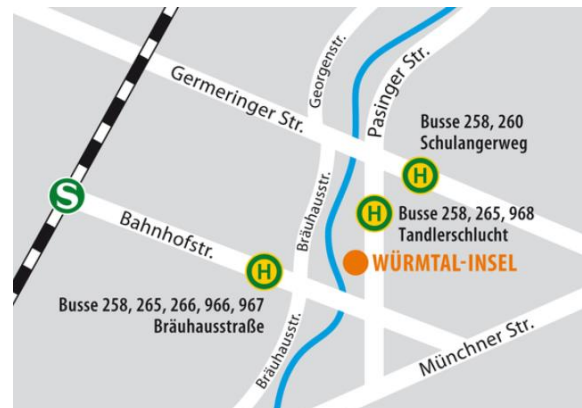 Georgenstr.
Pasinger Str.
Germeringer Str.
Busse 258, 260
Schulangerweg
H
S
H
Busse 258, 265, 968
Tandlerschlucht
Bahnhofstr.
Bräuhausstr.
H
WÜRMTAL-INSEL
Busse 258, 265, 266, 966, 967
Bräuhausstraße
Bräuhausstr.
Münchner Str.